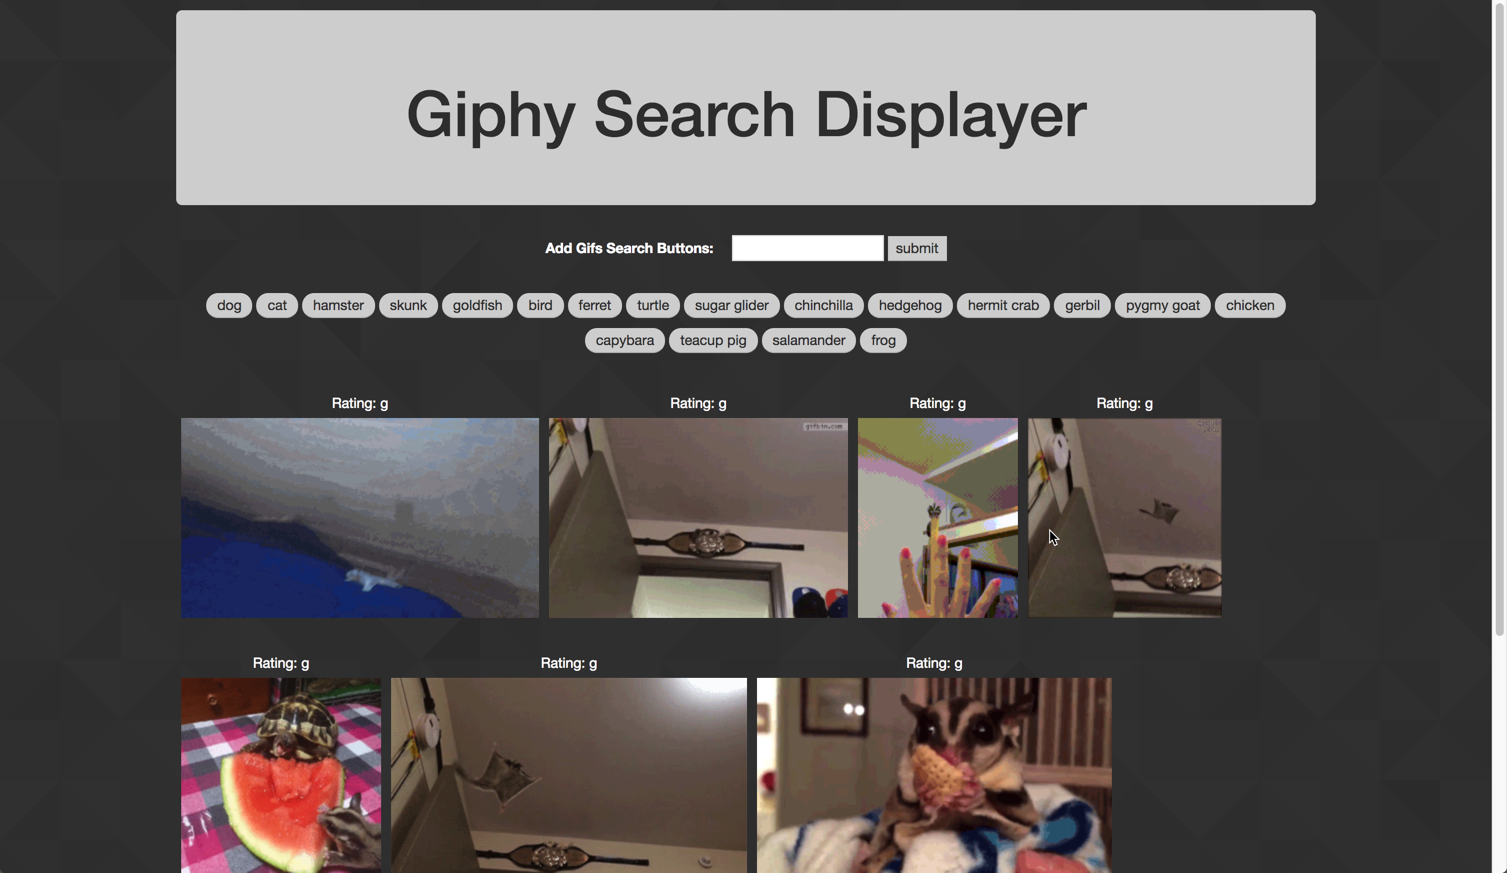 Giphy Search Displayer
Add Gifs Search Buttons: submit
dog cat hamster skunk goldfish bird ferret turtle sugar glider chinchilla hedgehog hermit crab gerbil pygmy goat chicken
capybara teacup pig salamander frog
Rating: g Rating: g Rating: g Rating: g
gifbin.com
Rating: g Rating: g Rating: g